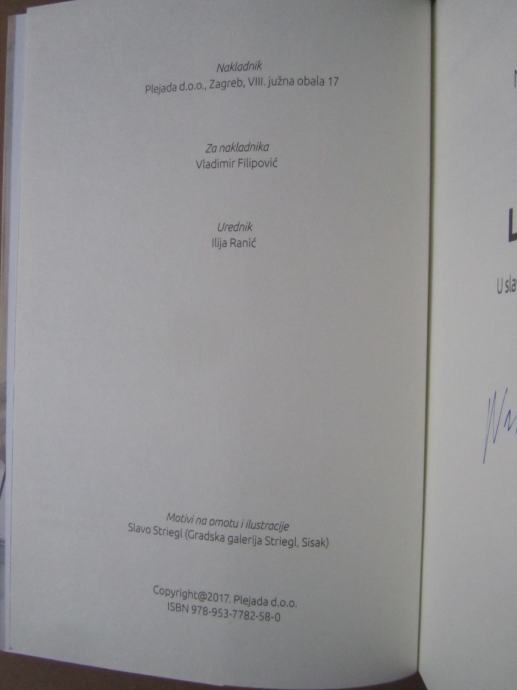 Nakladnik
Plejada d.o.o., Zagreb, VIII. južna obala 17
Za nakladnika
Vladimir Filipović
Urednik
Ilija Ranić
Motivi na omotu i ilustracije
Slavo Striegl (Gradska galerija Striegl, Sisak)
Copyright@2017. Plejada d.o.o.
ISBN 978-953-7782-58-0